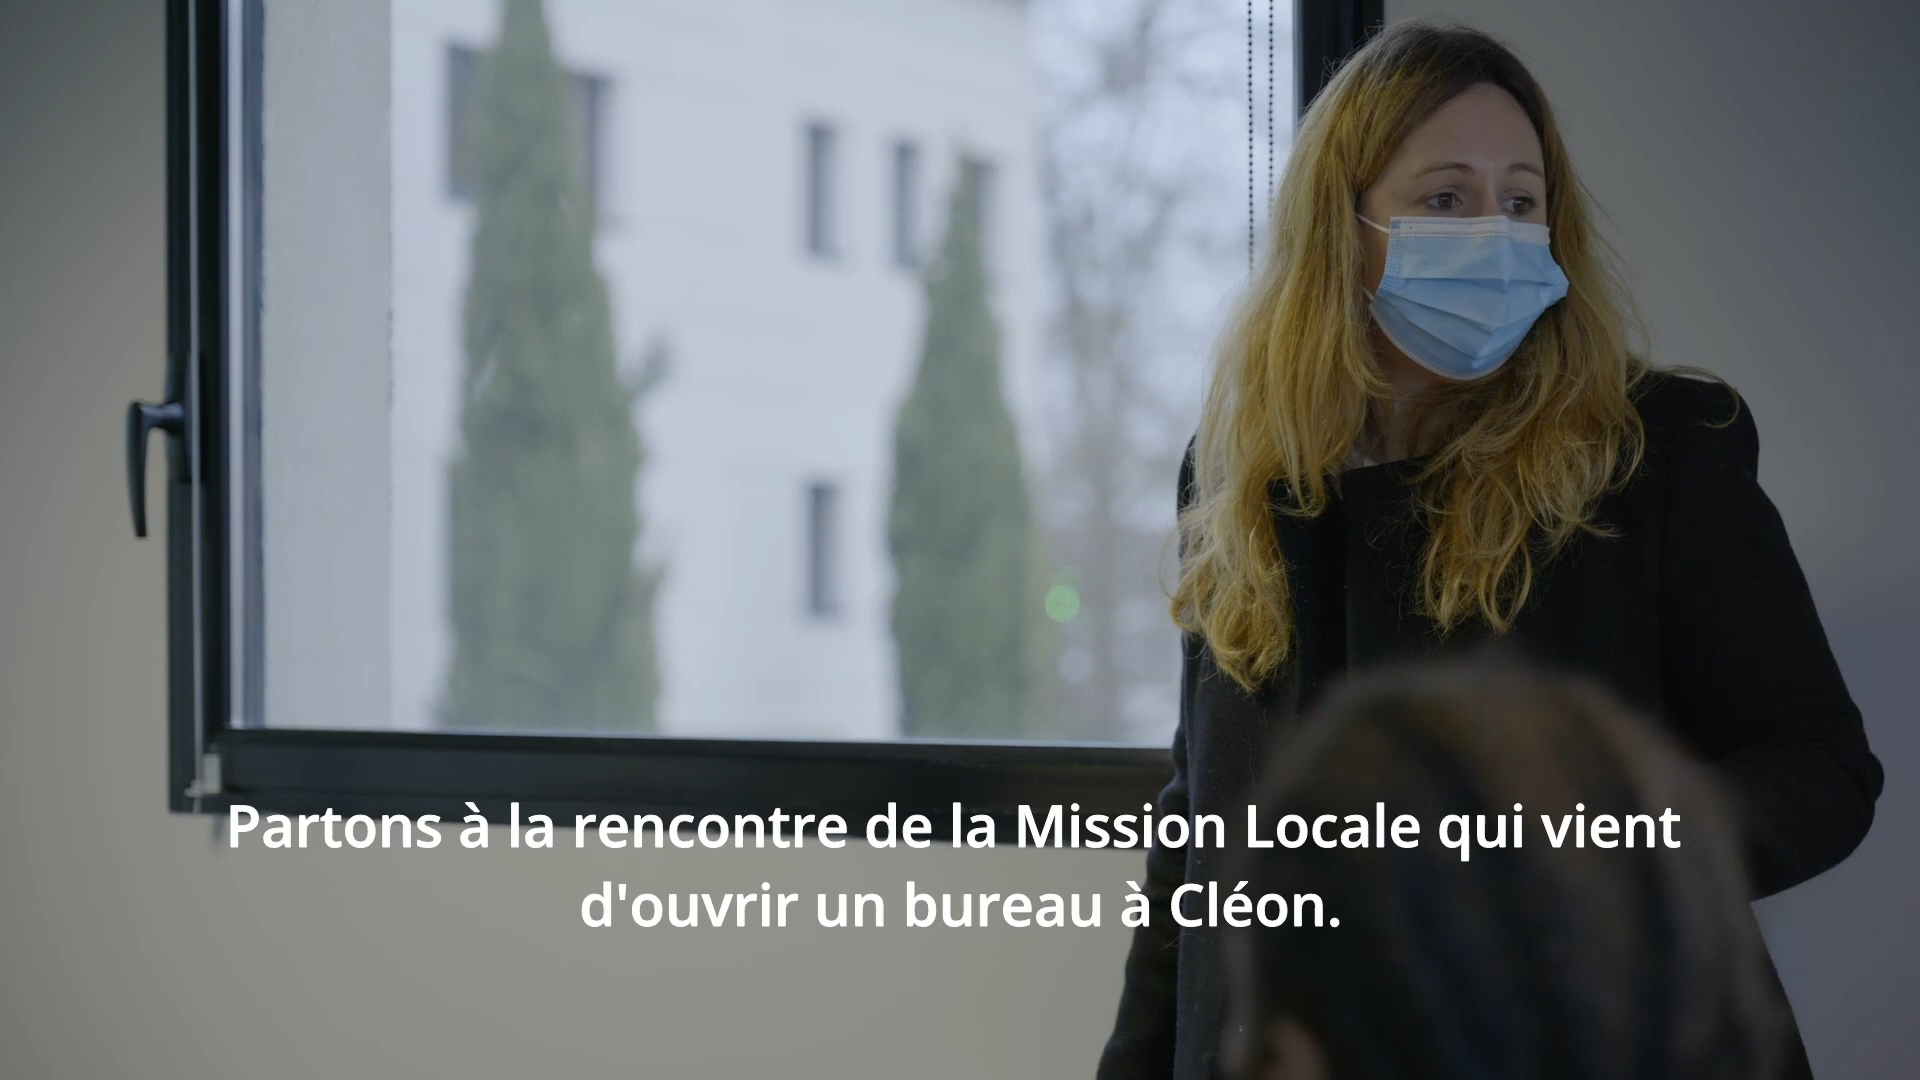 Partons à la rencontre de la Mission Locale qui vient
d'ouvrir un bureau à Cléon.